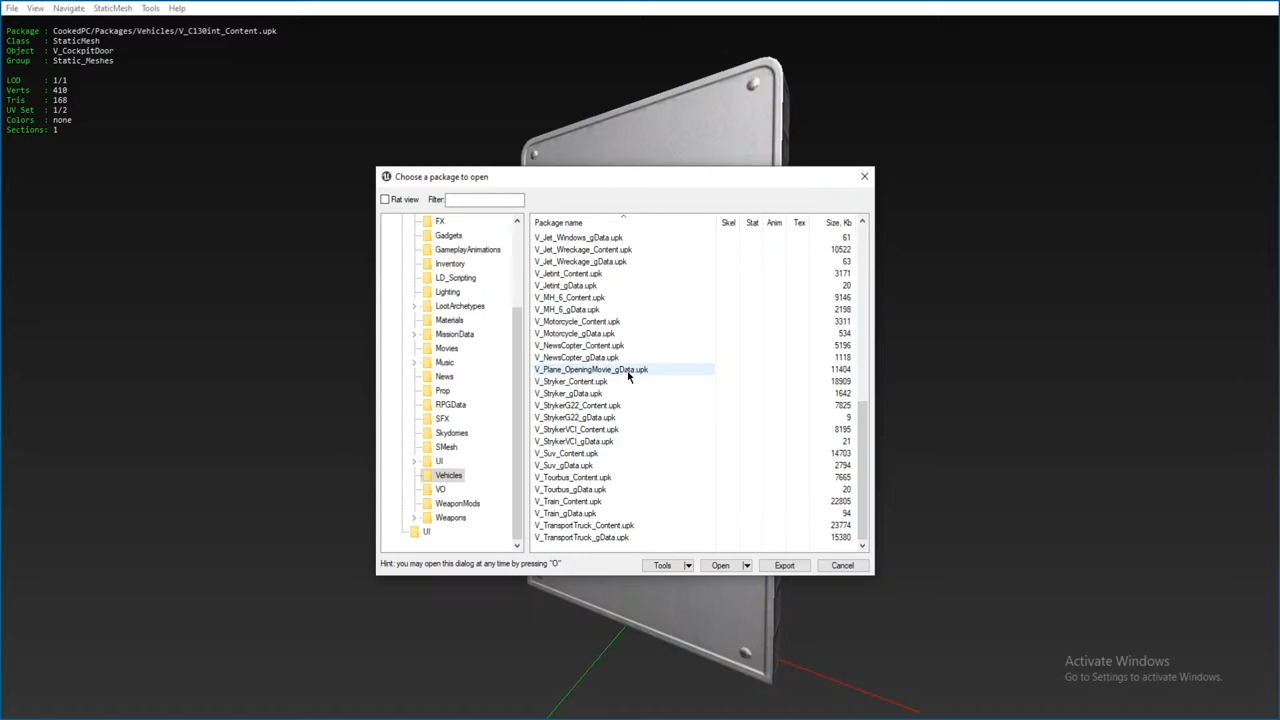 File View Navigate StaticMesh Tools Help
Package : CookedPC/Packages/Vehicles/V_C130int_Content.upk
Class : StaticMesh
Object : V_CockpitDoor
Group : Static_Meshes
LOD : 1/1
Verts : 410
Tris : 168
UV Set : 1/2
Colors : none
Sections: 1
Choose a package to open
Flat view Filter:
FX
Gadgets
GameplayAnimations
Inventory
LD_Scripting
Lighting
LootArchetypes
Materials
MissionData
Movies
Music
News
Prop
RPGData
SFX
Skydomes
SMesh
UI
Vehicles
VO
WeaponMods
Weapons
UI
Package name Skel Stat Anim Tex Size, Kb
V_Jet_Windows_gData.upk 61
V_Jet_Wreckage_Content.upk 10522
V_Jet_Wreckage_gData.upk 63
V_Jetint_Content.upk 3171
V_Jetint_gData.upk 20
V_MH_6_Content.upk 9146
V_MH_6_gData.upk 2198
V_Motorcycle_Content.upk 3311
V_Motorcycle_gData.upk 534
V_NewsCopter_Content.upk 5196
V_NewsCopter_gData.upk 1118
V_Plane_OpeningMovie_gData.upk 11404
V_Stryker_Content.upk 18909
V_Stryker_gData.upk 1642
V_StrykerG22_Content.upk 7825
V_StrykerG22_gData.upk 9
V_StrykerVCI_Content.upk 8195
V_StrykerVCI_gData.upk 21
V_Suv_Content.upk 14703
V_Suv_gData.upk 2794
V_Tourbus_Content.upk 7665
V_Tourbus_gData.upk 20
V_Train_Content.upk 22805
V_Train_gData.upk 94
V_TransportTruck_Content.upk 23774
V_TransportTruck_gData.upk 15380
Hint: you may open this dialog at any time by pressing "O"
Tools Open Export Cancel
Activate Windows
Go to Settings to activate Windows.